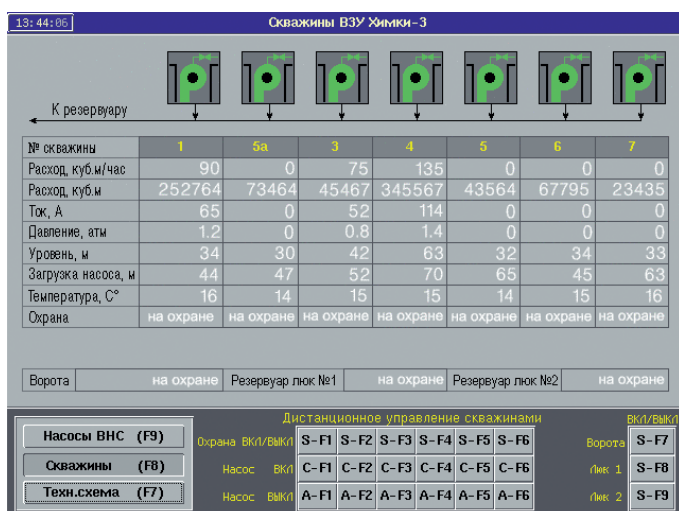 13:44:06 Скважины ВЗУ Химки-3
К резервуару
№ скважины 1 5а 3 4 5 6 7
Расход, куб.м/час 90 0 75 135 0 0 0
Расход, куб.м 252764 73464 45467 345567 43564 67795 23435
Ток, А 65 0 52 114 0 0 0
Давление, атм 1.2 0 0.8 1.4 0 0 0
Уровень, м 34 30 42 63 32 34 33
Загрузка насоса, м 44 47 52 70 65 45 63
Температура, С° 16 14 15 15 14 15 16
Охрана на охране на охране на охране на охране на охране на охране на охране
Ворота на охране Резервуар люк №1 на охране Резервуар люк №2 на охране
Дистанционное управление скважинами ВКЛ/ВЫКЛ
Насосы ВНС (F9) Охрана ВКЛ/ВЫКЛ S-F1 S-F2 S-F3 S-F4 S-F5 S-F6 Ворота S-F7
Скважины (F8) Насос ВКЛ C-F1 C-F2 C-F3 C-F4 C-F5 C-F6 Люк 1 S-F8
Техн.схема (F7) Насос ВЫКЛ A-F1 A-F2 A-F3 A-F4 A-F5 A-F6 Люк 2 S-F9